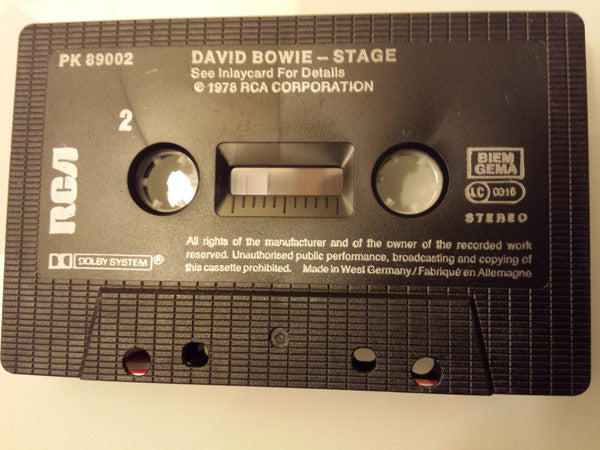 PK 89002
DAVID BOWIE – STAGE
See Inlaycard For Details
℗ 1978 RCA CORPORATION
2
RCA
BIEM
GEMA
LC 0316
STEREO
DOLBY SYSTEM®
All rights of the manufacturer and of the owner of the recorded work
reserved. Unauthorised public performance, broadcasting and copying of
this cassette prohibited. Made in West Germany/Fabriqué en Allemagne